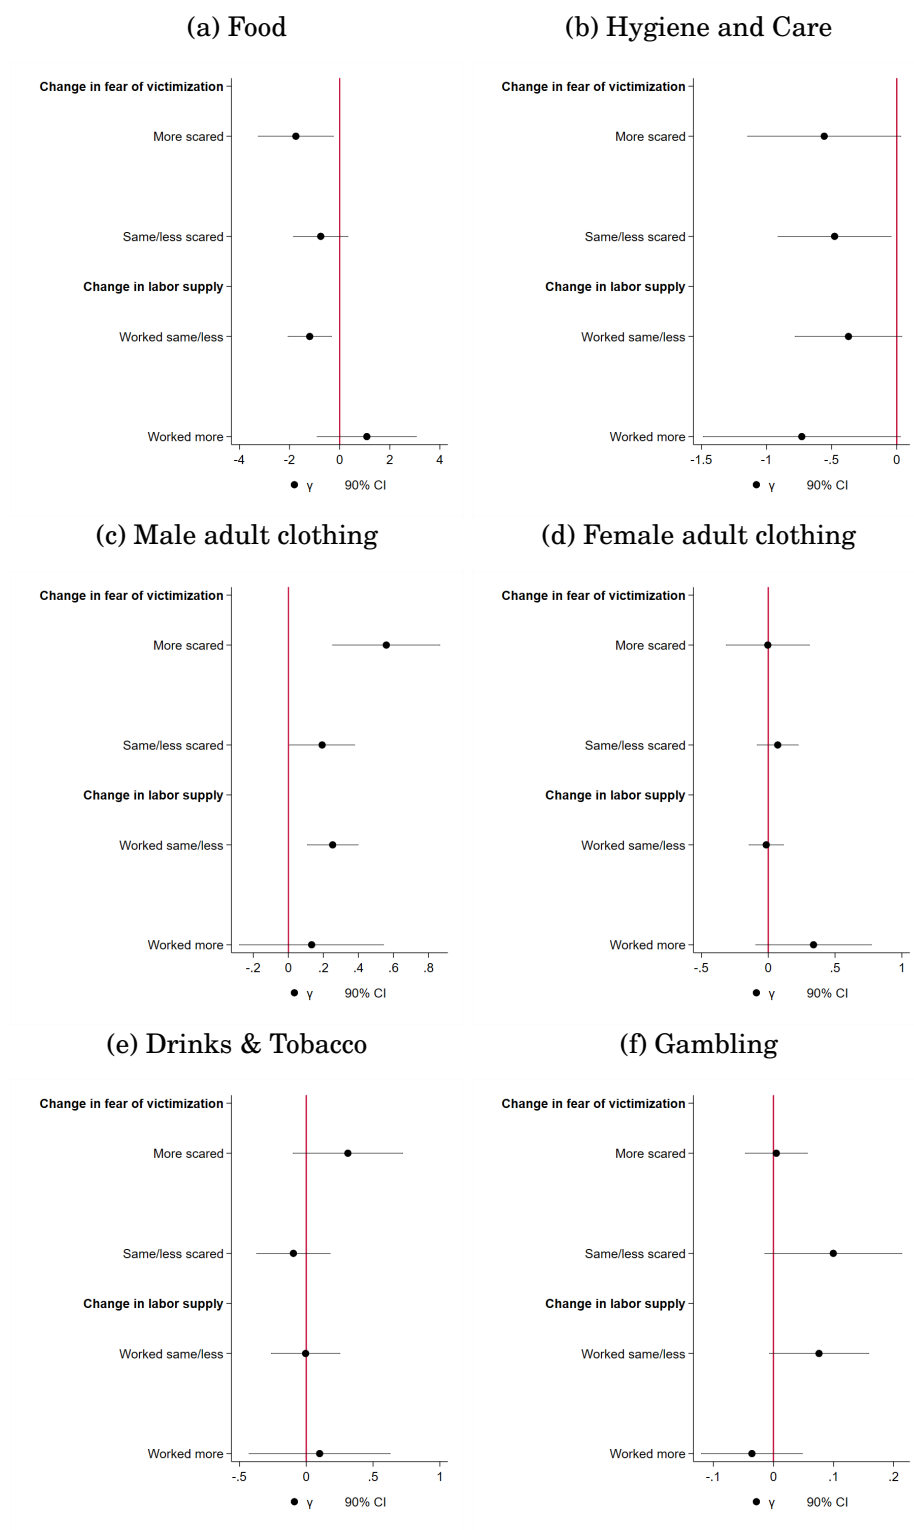 (a) Food
Change in fear of victimization
More scared
Same/less scared
Change in labor supply
Worked same/less
Worked more
-4 -2 0 2 4
γ 90% CI
(b) Hygiene and Care
Change in fear of victimization
More scared
Same/less scared
Change in labor supply
Worked same/less
Worked more
-1.5 -1 -.5 0
γ 90% CI
(c) Male adult clothing
Change in fear of victimization
More scared
Same/less scared
Change in labor supply
Worked same/less
Worked more
-.2 0 .2 .4 .6 .8
γ 90% CI
(d) Female adult clothing
Change in fear of victimization
More scared
Same/less scared
Change in labor supply
Worked same/less
Worked more
-.5 0 .5 1
γ 90% CI
(e) Drinks & Tobacco
Change in fear of victimization
More scared
Same/less scared
Change in labor supply
Worked same/less
Worked more
-.5 0 .5 1
γ 90% CI
(f) Gambling
Change in fear of victimization
More scared
Same/less scared
Change in labor supply
Worked same/less
Worked more
-.1 0 .1 .2
γ 90% CI